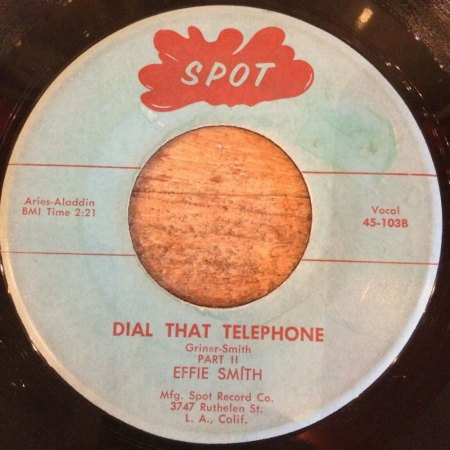 SPOT
Aries-Aladdin
BMI Time 2:21
Vocal
45-103B
DIAL THAT TELEPHONE
Griner-Smith
PART II
EFFIE SMITH
Mfg. Spot Record Co.
3747 Ruthelen St.
L. A., Calif.